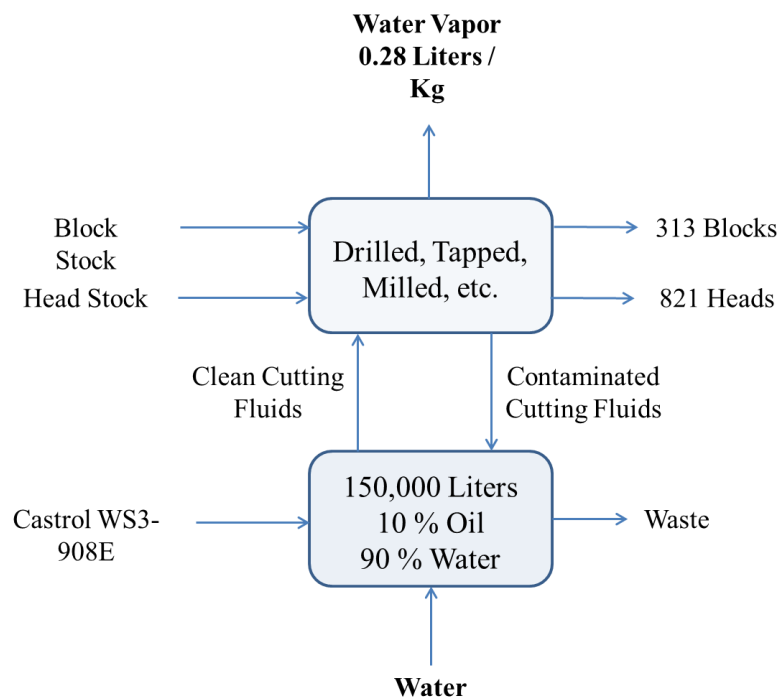 Water Vapor
0.28 Liters /
Kg
Block
Stock
Head Stock
Drilled, Tapped,
Milled, etc.
313 Blocks
821 Heads
Clean Cutting
Fluids
Contaminated
Cutting Fluids
Castrol WS3-
908E
150,000 Liters
10 % Oil
90 % Water
Waste
Water